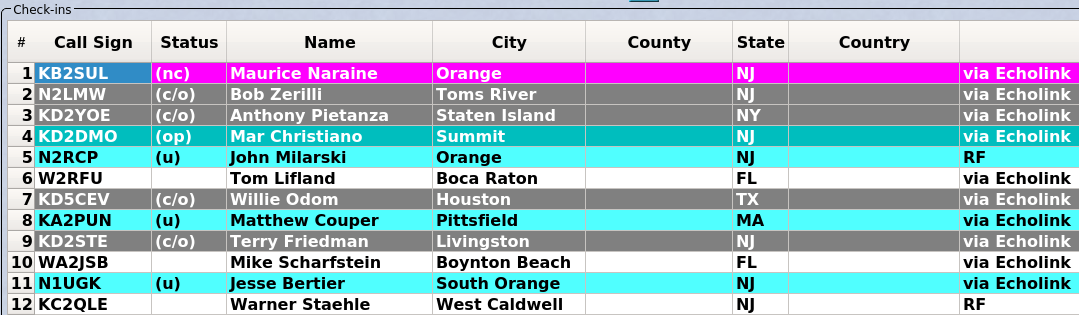 Check-ins
# Call Sign Status Name City County State Country
1 KB2SUL (nc) Maurice Naraine Orange NJ via Echolink
2 N2LMW (c/o) Bob Zerilli Toms River NJ via Echolink
3 KD2YOE (c/o) Anthony Pietanza Staten Island NY via Echolink
4 KD2DMO (op) Mar Christiano Summit NJ via Echolink
5 N2RCP (u) John Milarski Orange NJ RF
6 W2RFU Tom Lifland Boca Raton FL via Echolink
7 KD5CEV (c/o) Willie Odom Houston TX via Echolink
8 KA2PUN (u) Matthew Couper Pittsfield MA via Echolink
9 KD2STE (c/o) Terry Friedman Livingston NJ via Echolink
10 WA2JSB Mike Scharfstein Boynton Beach FL via Echolink
11 N1UGK (u) Jesse Bertier South Orange NJ via Echolink
12 KC2QLE Warner Staehle West Caldwell NJ RF